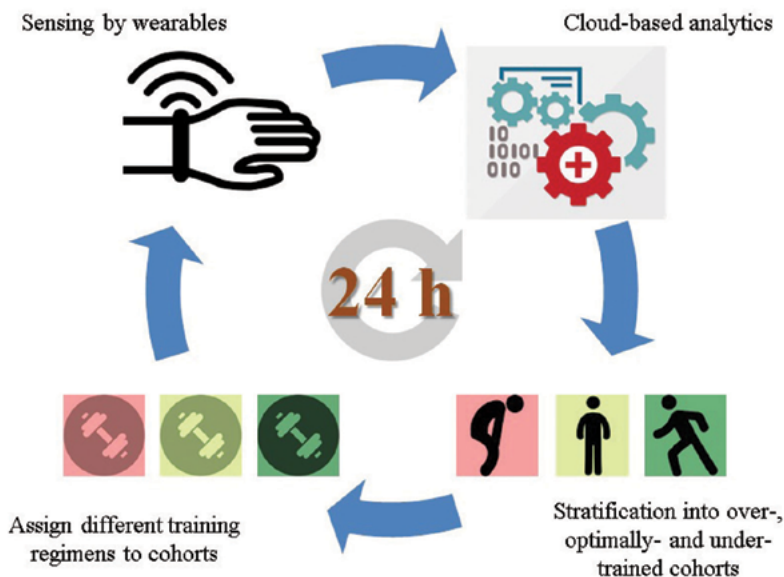 Sensing by wearables
Cloud-based analytics
10
10101
010
24 h
Assign different training
regimens to cohorts
Stratification into over-,
optimally- and under-
trained cohorts